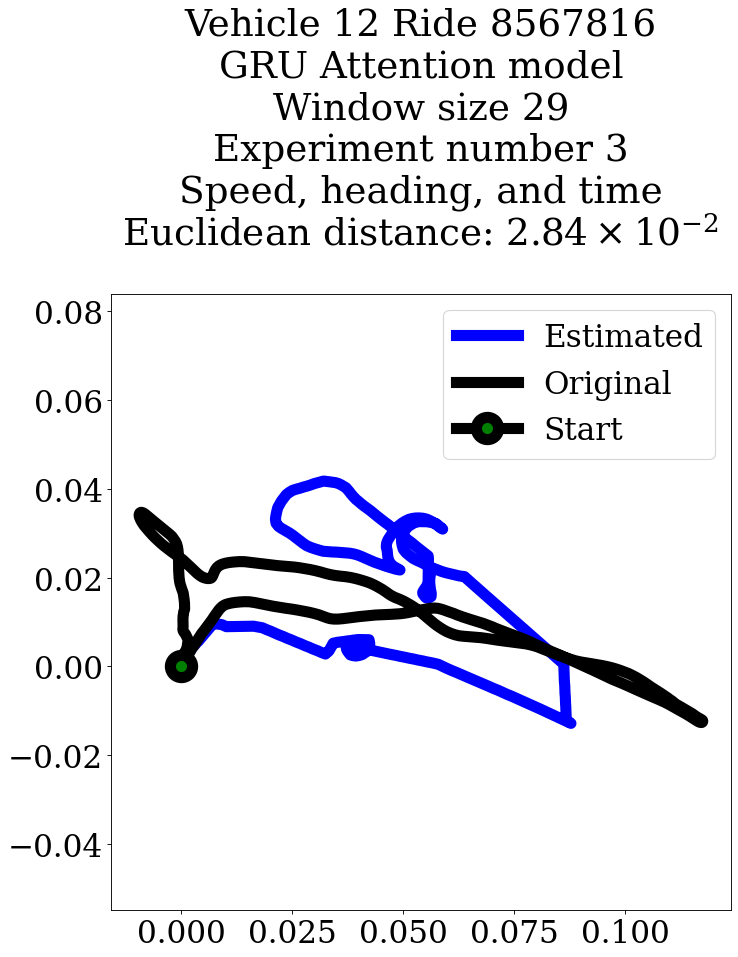 Vehicle 12 Ride 8567816
GRU Attention model
Window size 29
Experiment number 3
Speed, heading, and time
Euclidean distance: 2.84 × 10⁻²
Estimated
Original
Start
0.08
0.06
0.04
0.02
0.00
−0.02
−0.04
0.000 0.025 0.050 0.075 0.100